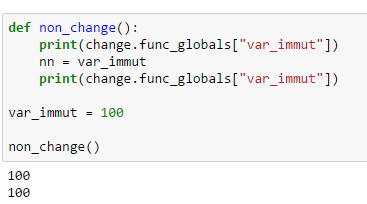 def non_change():
    print(change.func_globals["var_immut"])
    nn = var_immut
    print(change.func_globals["var_immut"])
var_immut = 100
non_change()
100
100